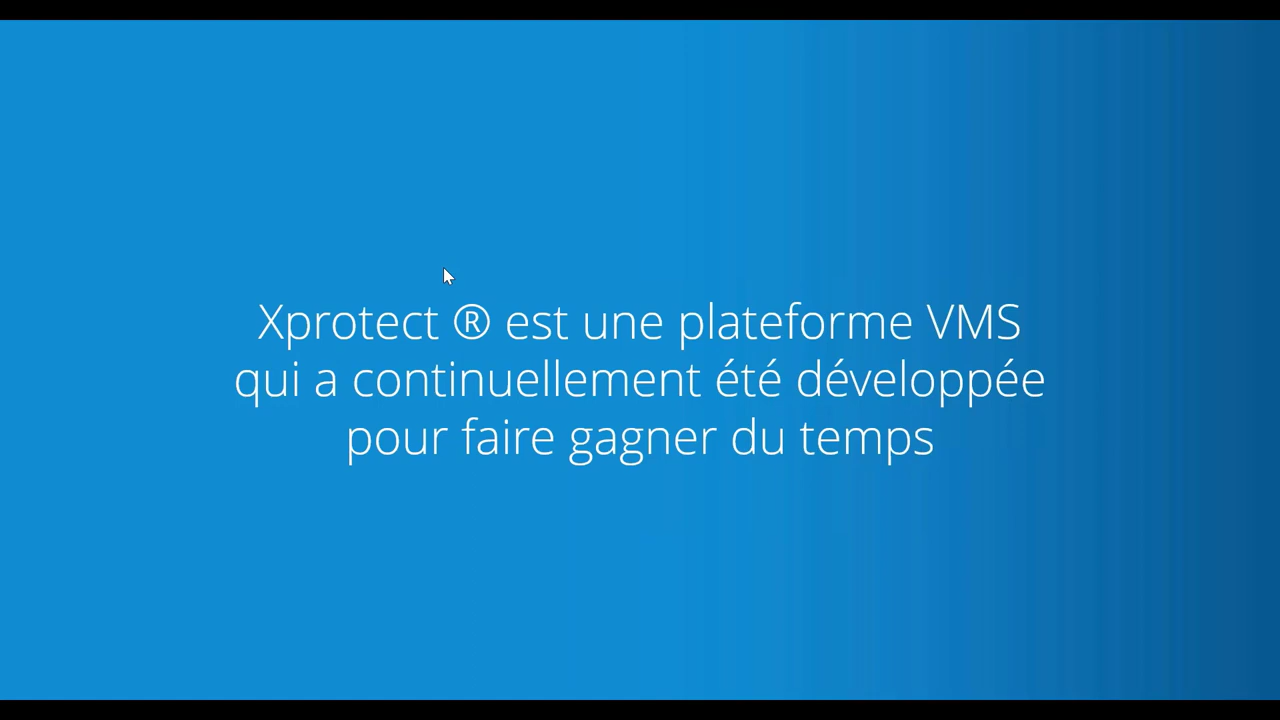 Xprotect ® est une plateforme VMS
qui a continuellement été développée
pour faire gagner du temps